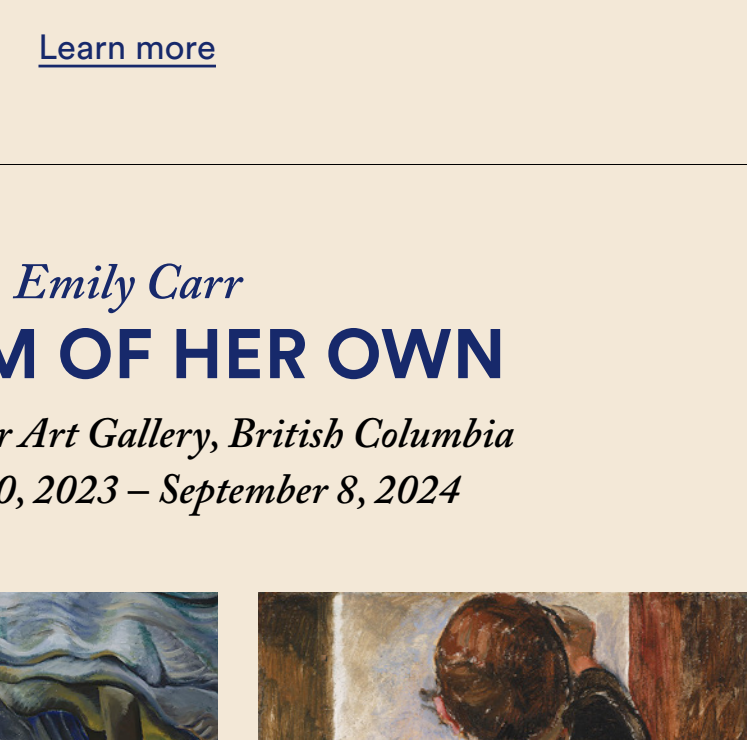 Learn more
Emily Carr
M OF HER OWN
r Art Gallery, British Columbia
0, 2023 – September 8, 2024